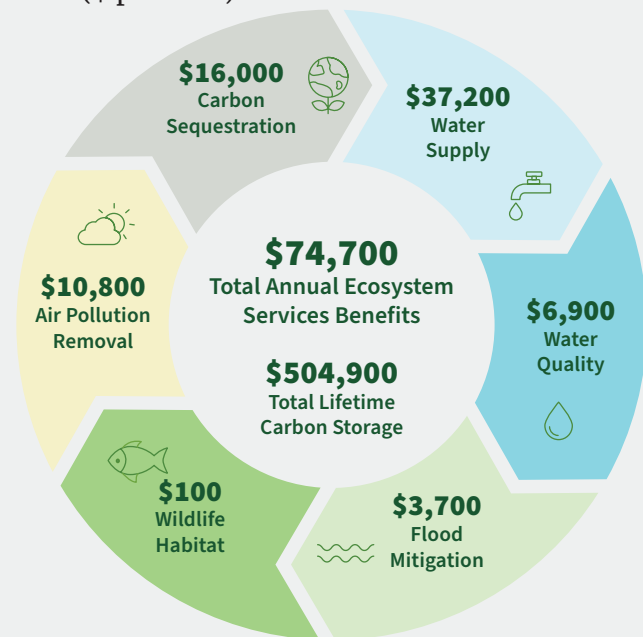 $16,000
Carbon
Sequestration
$37,200
Water
Supply
$6,900
Water
Quality
$3,700
Flood
Mitigation
$100
Wildlife
Habitat
$10,800
Air Pollution
Removal
$74,700
Total Annual Ecosystem
Services Benefits
$504,900
Total Lifetime
Carbon Storage